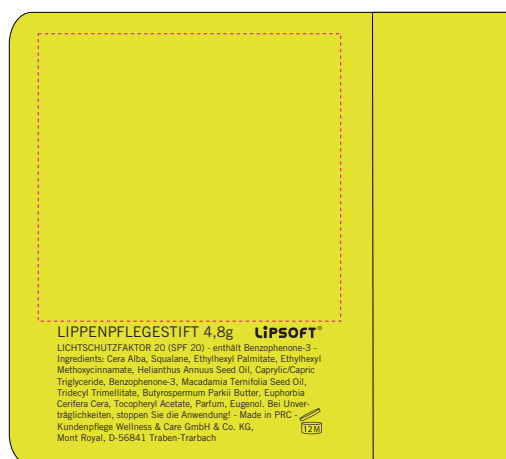 LIPPENPFLEGESTIFT 4,8g LiPSOFT®
LICHTSCHUTZFAKTOR 20 (SPF 20) - enthält Benzophenone-3 -
Ingredients: Cera Alba, Squalane, Ethylhexyl Palmitate, Ethylhexyl
Methoxycinnamate, Helianthus Annuus Seed Oil, Caprylic/Capric
Triglyceride, Benzophenone-3, Macadamia Ternifolia Seed Oil,
Tridecyl Trimellitate, Butyrospermum Parkii Butter, Euphorbia
Cerifera Cera, Tocopheryl Acetate, Parfum, Eugenol. Bei Unver-
träglichkeiten, stoppen Sie die Anwendung! - Made in PRC -
Kundenpflege Wellness & Care GmbH & Co. KG, 12M
Mont Royal, D-56841 Traben-Trarbach